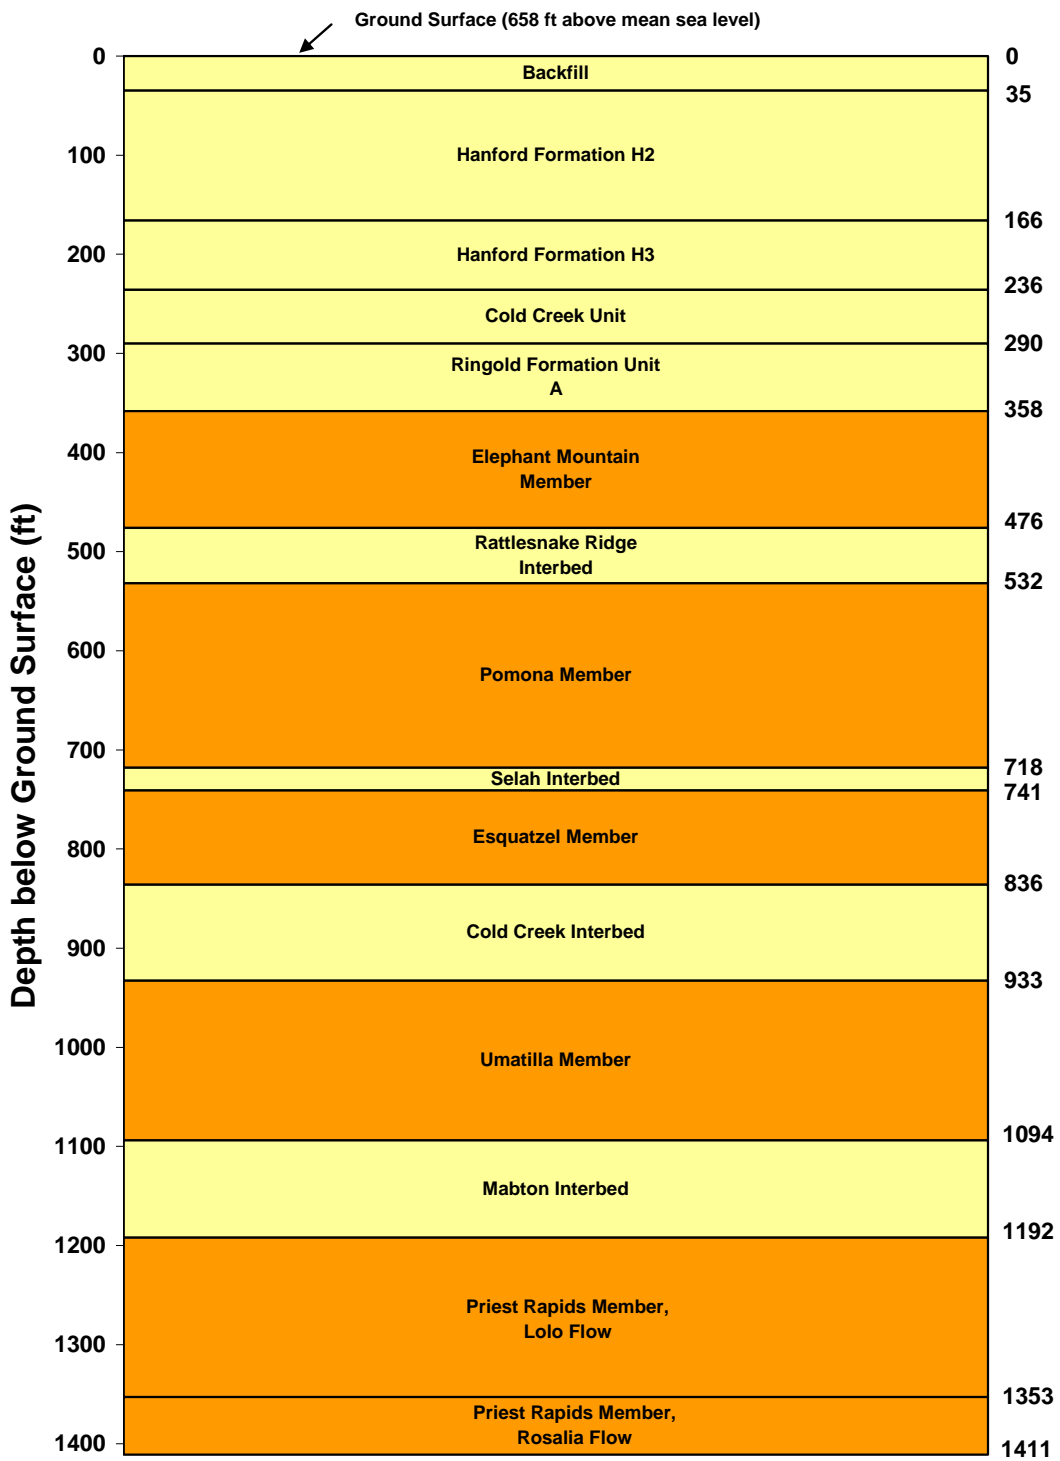 Ground Surface (658 ft above mean sea level)
0
0
Backfill
35
100
Hanford Formation H2
166
200
Hanford Formation H3
236
Cold Creek Unit
290
300
Ringold Formation Unit
A
358
400
Elephant Mountain
Member
476
500
Rattlesnake Ridge
Interbed
532
600
Pomona Member
700
718
Selah Interbed
741
800
Esquatzel Member
836
Cold Creek Interbed
900
933
Depth below Ground Surface (ft)
1000
Umatilla Member
1094
1100
Mabton Interbed
1192
1200
Priest Rapids Member,
Lolo Flow
1300
1353
Priest Rapids Member,
Rosalia Flow
1400
1411